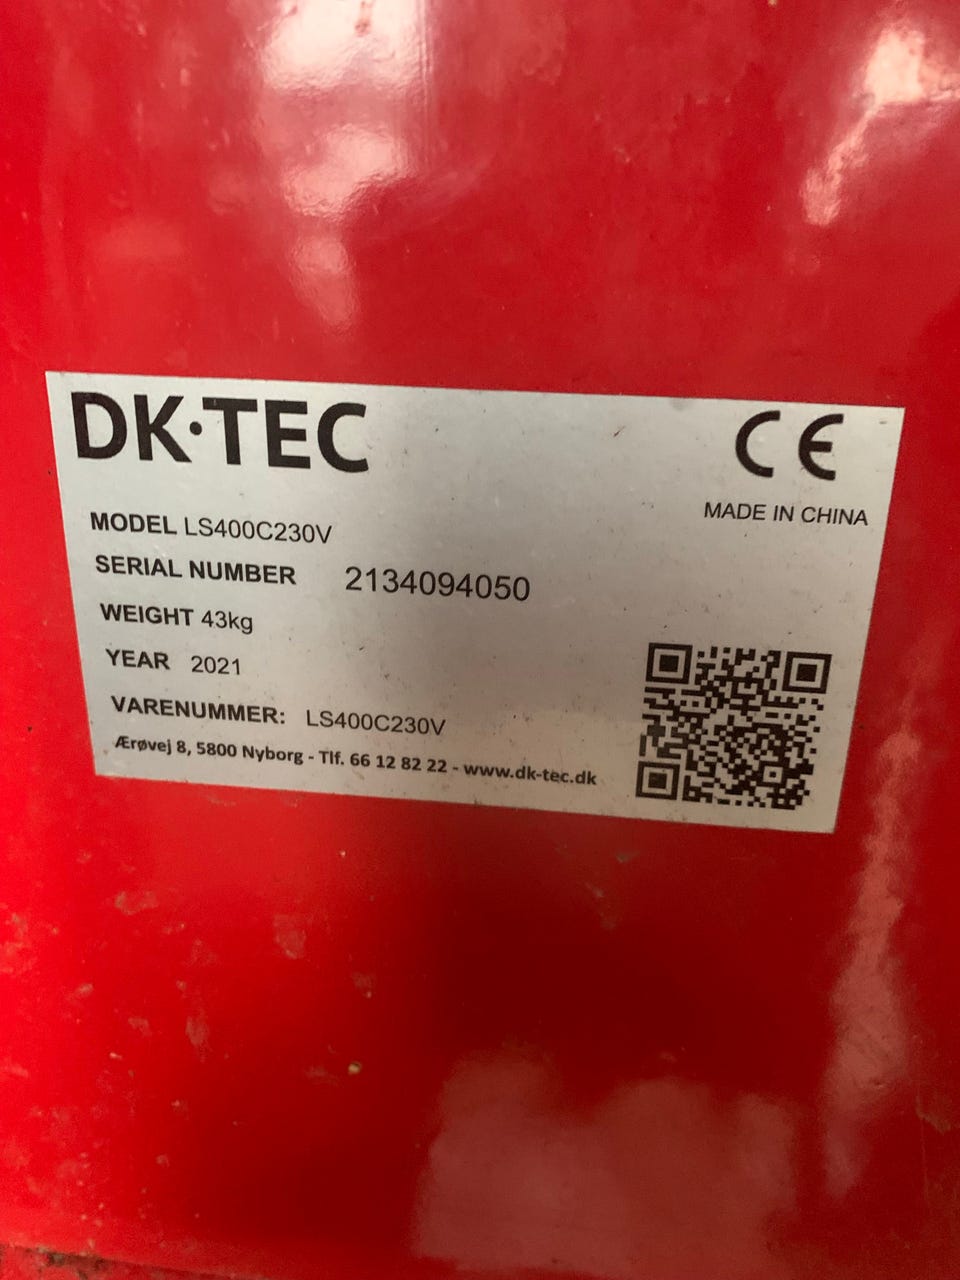 DK·TEC
CE
MADE IN CHINA
MODEL LS400C230V
SERIAL NUMBER 2134094050
WEIGHT 43kg
YEAR 2021
VARENUMMER: LS400C230V
Ærøvej 8, 5800 Nyborg - Tlf. 66 12 82 22 - www.dk-tec.dk